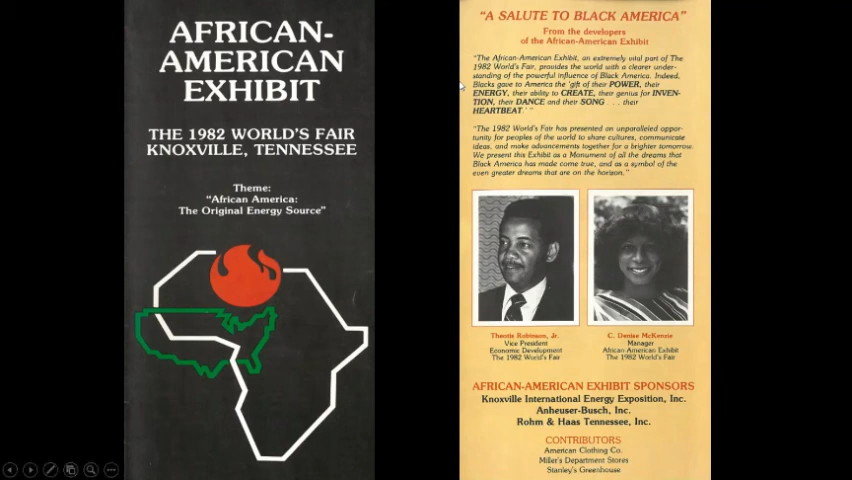 AFRICAN-
AMERICAN
EXHIBIT
THE 1982 WORLD'S FAIR
KNOXVILLE, TENNESSEE
Theme:
"African America:
The Original Energy Source"
"A SALUTE TO BLACK AMERICA"
From the developers
of the African-American Exhibit
"The African-American Exhibit, an extremely vital part of The
1982 World's Fair, provides the world with a clearer under-
standing of the powerful influence of Black America. Indeed,
Blacks gave to America the 'gift of their POWER, their
ENERGY, their ability to CREATE, their genius for INVEN-
TION, their DANCE and their SONG . . . their
HEARTBEAT.' "
"The 1982 World's Fair has presented an unparalleled oppor-
tunity for peoples of the world to share cultures, communicate
ideas, and make advancements together for a brighter tomorrow.
We present this Exhibit as a Monument of all the dreams that
Black America has made come true, and as a symbol of the
even greater dreams that are on the horizon."
Theotis Robinson, Jr.
Vice President
Economic Development
The 1982 World's Fair
C. Denise McKenzie
Manager
African-American Exhibit
The 1982 World's Fair
AFRICAN-AMERICAN EXHIBIT SPONSORS
Knoxville International Energy Exposition, Inc.
Anheuser-Busch, Inc.
Rohm & Haas Tennessee, Inc.
CONTRIBUTORS
American Clothing Co.
Miller's Department Stores
Stanley's Greenhouse